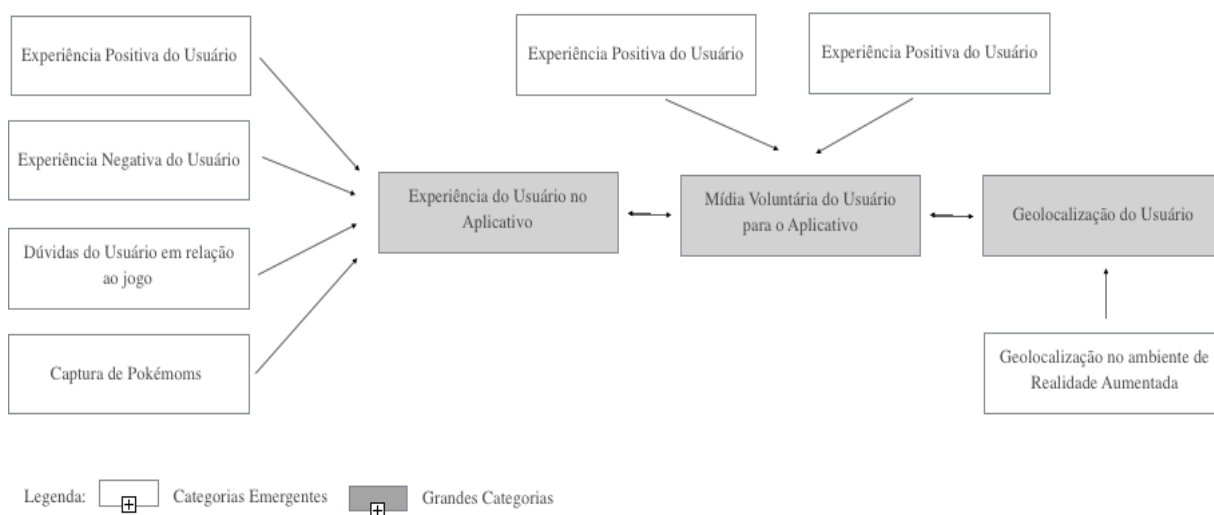 Experiência Positiva do Usuário
Experiência Negativa do Usuário
Dúvidas do Usuário em relação
ao jogo
Captura de Pokémoms
Experiência do Usuário no
Aplicativo
Experiência Positiva do Usuário
Experiência Positiva do Usuário
Mídia Voluntária do Usuário
para o Aplicativo
Geolocalização do Usuário
Geolocalização no ambiente de
Realidade Aumentada
Legenda:
Categorias Emergentes
Grandes Categorias